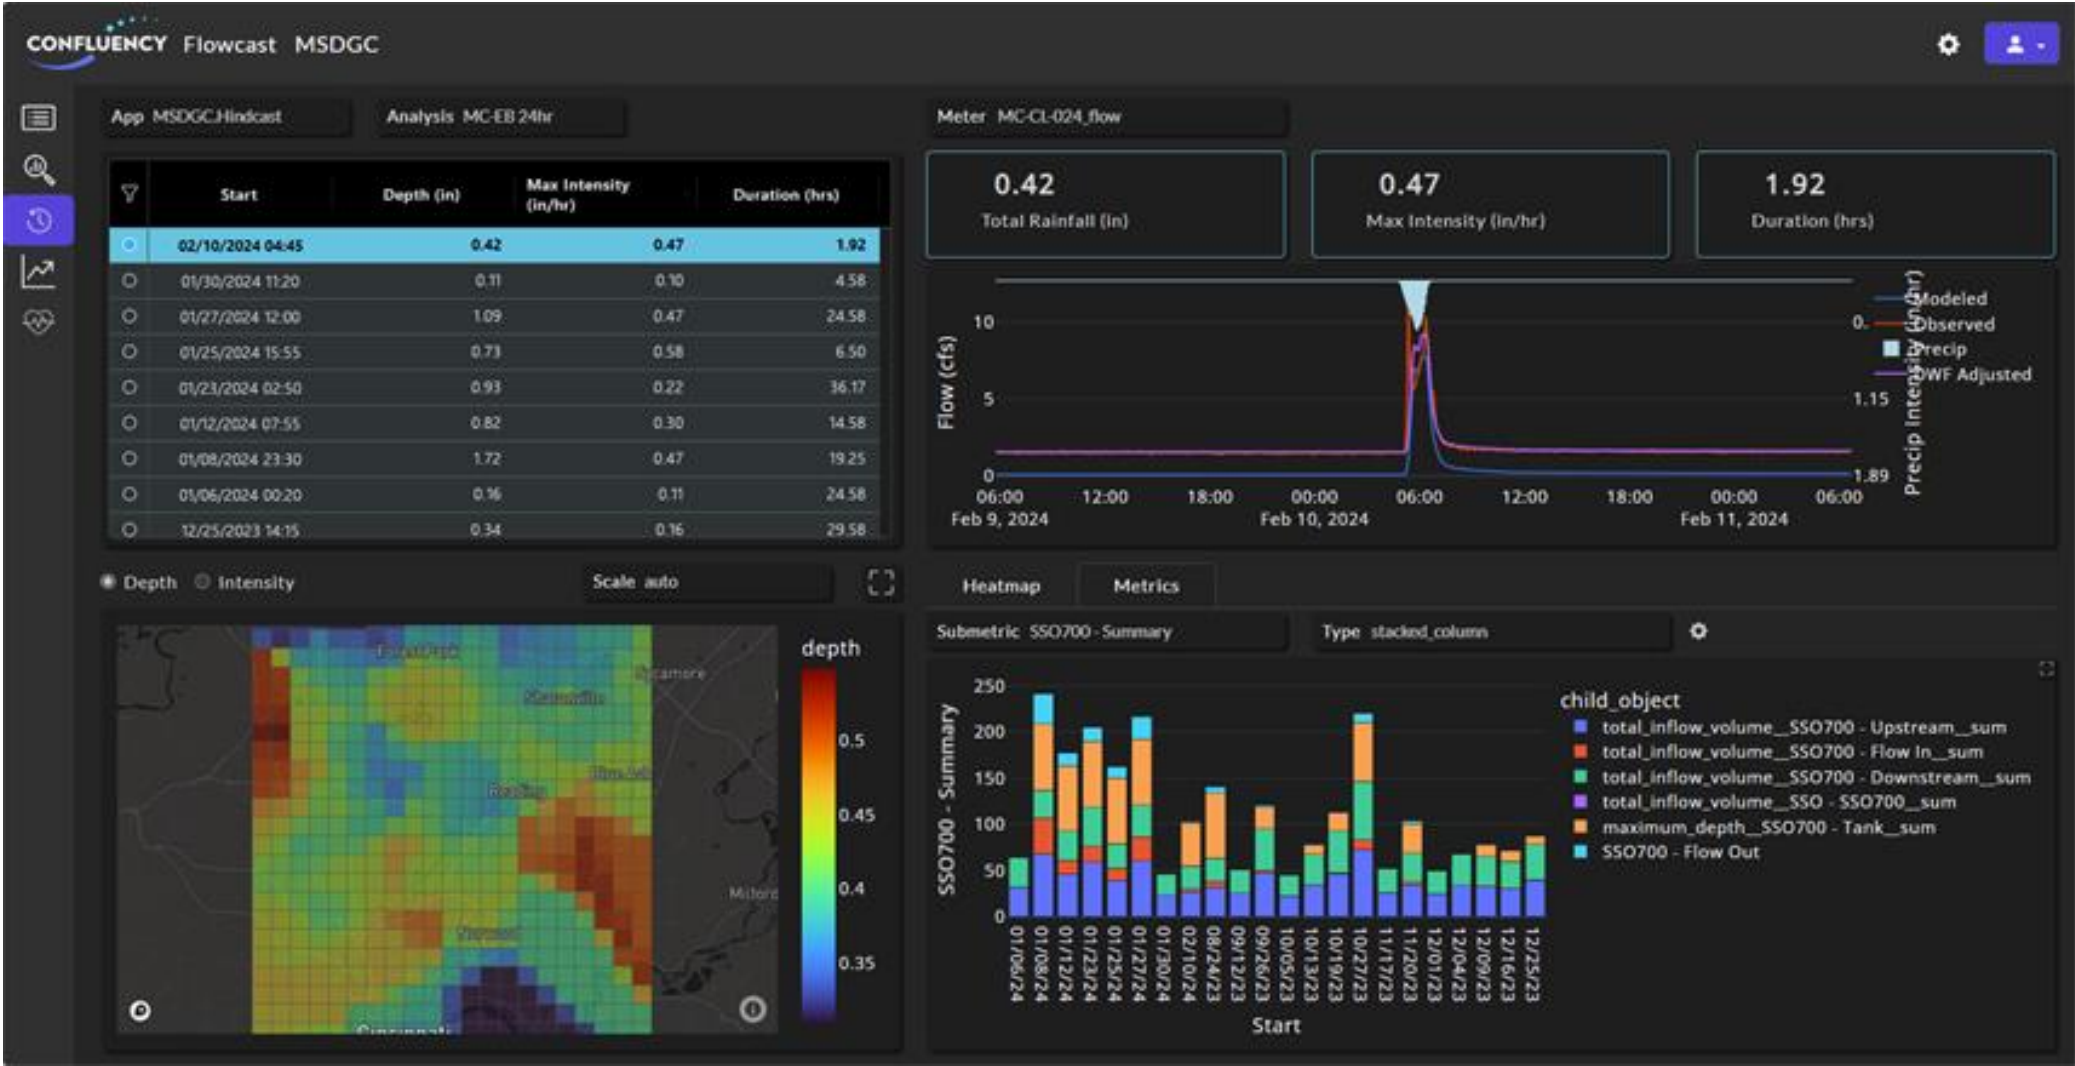 CONFLUENCY Flowcast MSDGC
App MSDGC.Hindcast
Analysis MC-EB 24hr
Start Depth (in) Max Intensity (in/hr) Duration (hrs)
02/10/2024 04:45 0.42 0.47 1.92
01/30/2024 11:20 0.11 0.10 4.58
01/27/2024 12:00 1.09 0.47 24.58
01/25/2024 15:55 0.73 0.58 6.50
01/23/2024 02:50 0.93 0.22 36.17
01/12/2024 07:55 0.82 0.30 14.58
01/08/2024 23:30 1.72 0.47 19.25
01/06/2024 00:20 0.16 0.11 24.58
12/25/2023 14:15 0.34 0.16 29.58
Meter MC-CL-024_flow
0.42
Total Rainfall (in)
0.47
Max Intensity (in/hr)
1.92
Duration (hrs)
Flow (cfs)
10
5
0
06:00 12:00 18:00 00:00 06:00 12:00 18:00 00:00 06:00
Feb 9, 2024 Feb 10, 2024 Feb 11, 2024
0.
1.15
1.89
Precip Intensity (in/hr)
Modeled
Observed
Precip
DWF Adjusted
Depth Intensity
Scale auto
Sycamore
Sharonville
Blue Ash
Reading
Milford
Norwood
Cincinnati
depth
0.5
0.45
0.4
0.35
Heatmap Metrics
Submetric SSO700 - Summary
Type stacked_column
SSO700 - Summary
250
200
150
100
50
0
01/06/24
01/08/24
01/12/24
01/23/24
01/25/24
01/27/24
01/30/24
02/10/24
08/24/23
09/12/23
09/26/23
10/05/23
10/13/23
10/19/23
10/27/23
11/17/23
11/20/23
12/01/23
12/04/23
12/09/23
12/16/23
12/25/23
Start
child_object
total_inflow_volume__SSO700 - Upstream__sum
total_inflow_volume__SSO700 - Flow In__sum
total_inflow_volume__SSO700 - Downstream__sum
total_inflow_volume__SSO - SSO700__sum
maximum_depth__SSO700 - Tank__sum
SSO700 - Flow Out